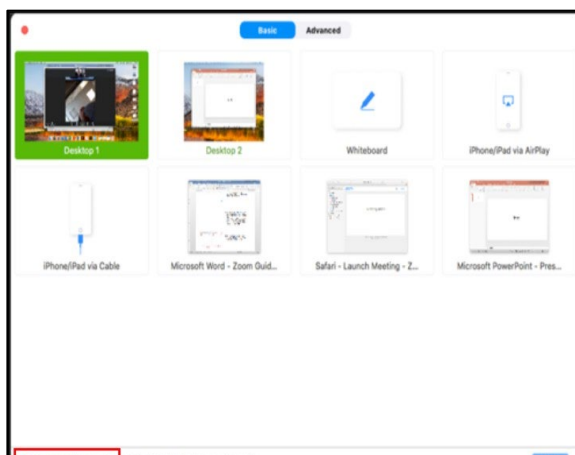 Basic Advanced
Desktop 1 Desktop 2 Whiteboard iPhone/iPad via AirPlay
iPhone/iPad via Cable Microsoft Word - Zoom Guid... Safari - Launch Meeting - Z... Microsoft PowerPoint - Pres...